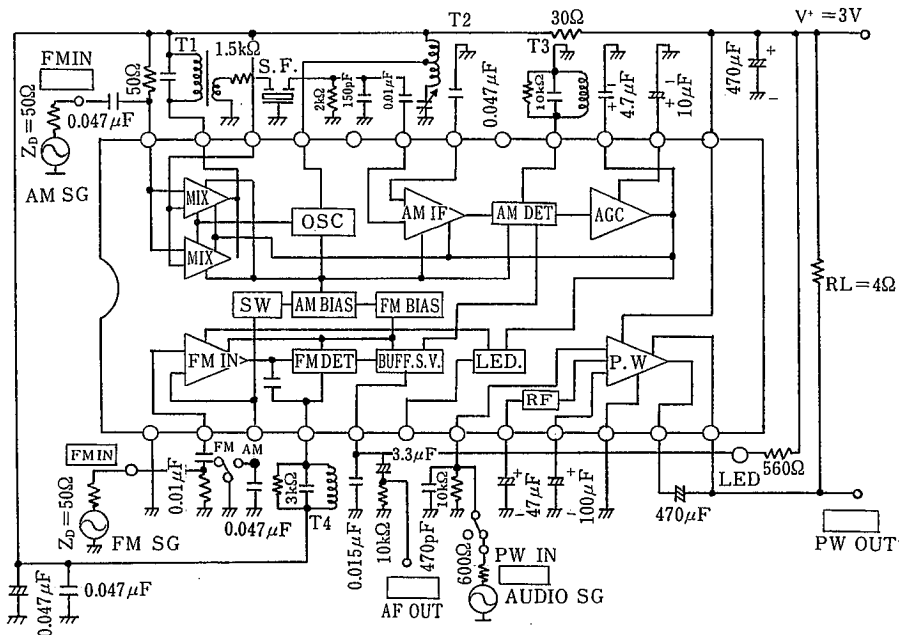 T2
30Ω
V⁺ = 3V
T1
1.5kΩ
T3
FMIN
50Ω
S.F.
2kΩ
150pF
0.01μF
0.047μF
10kΩ
4.7μF
10μF
470μF
+
-
+
-
+
-
Z_D=50Ω
0.047μF
AM SG
MIX
OSC
AM IF
AM DET
AGC
MIX
RL=4Ω
SW
AM BIAS
FM BIAS
FM IN
FM DET
BUFF.S.V.
LED.
P.W
RF
FMIN
FM
AM
3.3μF
LED
560Ω
Z_D=50Ω
0.01μF
3kΩ
0.047μF
T4
0.015μF
10kΩ
470pF
10kΩ
+
-
47μF
+
-
100μF
470μF
FM SG
600Ω
PW IN
PW OUT
0.047μF
0.047μF
AF OUT
AUDIO SG